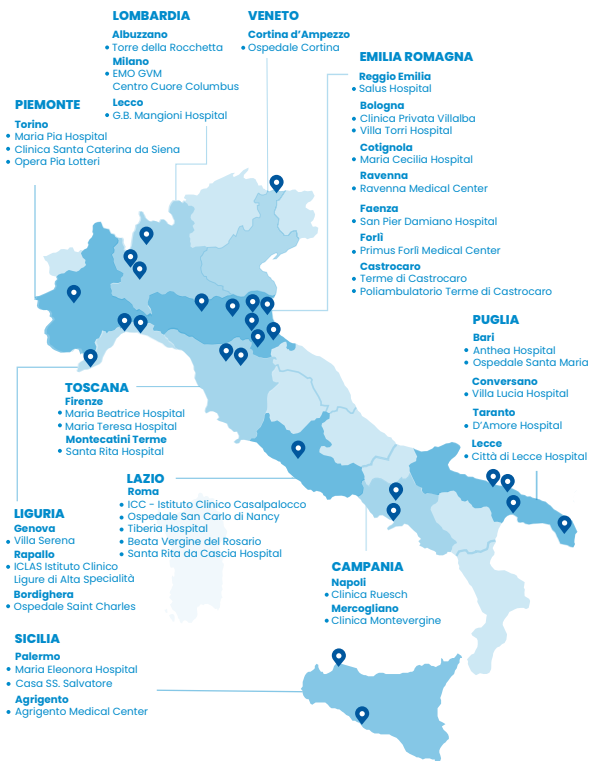 LOMBARDIA
Albuzzano
• Torre della Rocchetta
Milano
• EMO GVM
Centro Cuore Columbus
Lecco
• G.B. Mangioni Hospital
VENETO
Cortina d’Ampezzo
• Ospedale Cortina
EMILIA ROMAGNA
Reggio Emilia
• Salus Hospital
Bologna
• Clinica Privata Villalba
• Villa Torri Hospital
Cotignola
• Maria Cecilia Hospital
Ravenna
• Ravenna Medical Center
Faenza
• San Pier Damiano Hospital
Forlì
• Primus Forlì Medical Center
Castrocaro
• Terme di Castrocaro
• Poliambulatorio Terme di Castrocaro
PIEMONTE
Torino
• Maria Pia Hospital
• Clinica Santa Caterina da Siena
• Opera Pia Lotteri
PUGLIA
Bari
• Anthea Hospital
• Ospedale Santa Maria
Conversano
• Villa Lucia Hospital
Taranto
• D’Amore Hospital
Lecce
• Città di Lecce Hospital
TOSCANA
Firenze
• Maria Beatrice Hospital
• Maria Teresa Hospital
Montecatini Terme
• Santa Rita Hospital
LAZIO
Roma
• ICC - Istituto Clinico Casalpalocco
• Ospedale San Carlo di Nancy
• Tiberia Hospital
• Beata Vergine del Rosario
• Santa Rita da Cascia Hospital
LIGURIA
Genova
• Villa Serena
Rapallo
• ICLAS Istituto Clinico
Ligure di Alta Specialità
Bordighera
• Ospedale Saint Charles
CAMPANIA
Napoli
• Clinica Ruesch
Mercogliano
• Clinica Montevergine
SICILIA
Palermo
• Maria Eleonora Hospital
• Casa SS. Salvatore
Agrigento
• Agrigento Medical Center